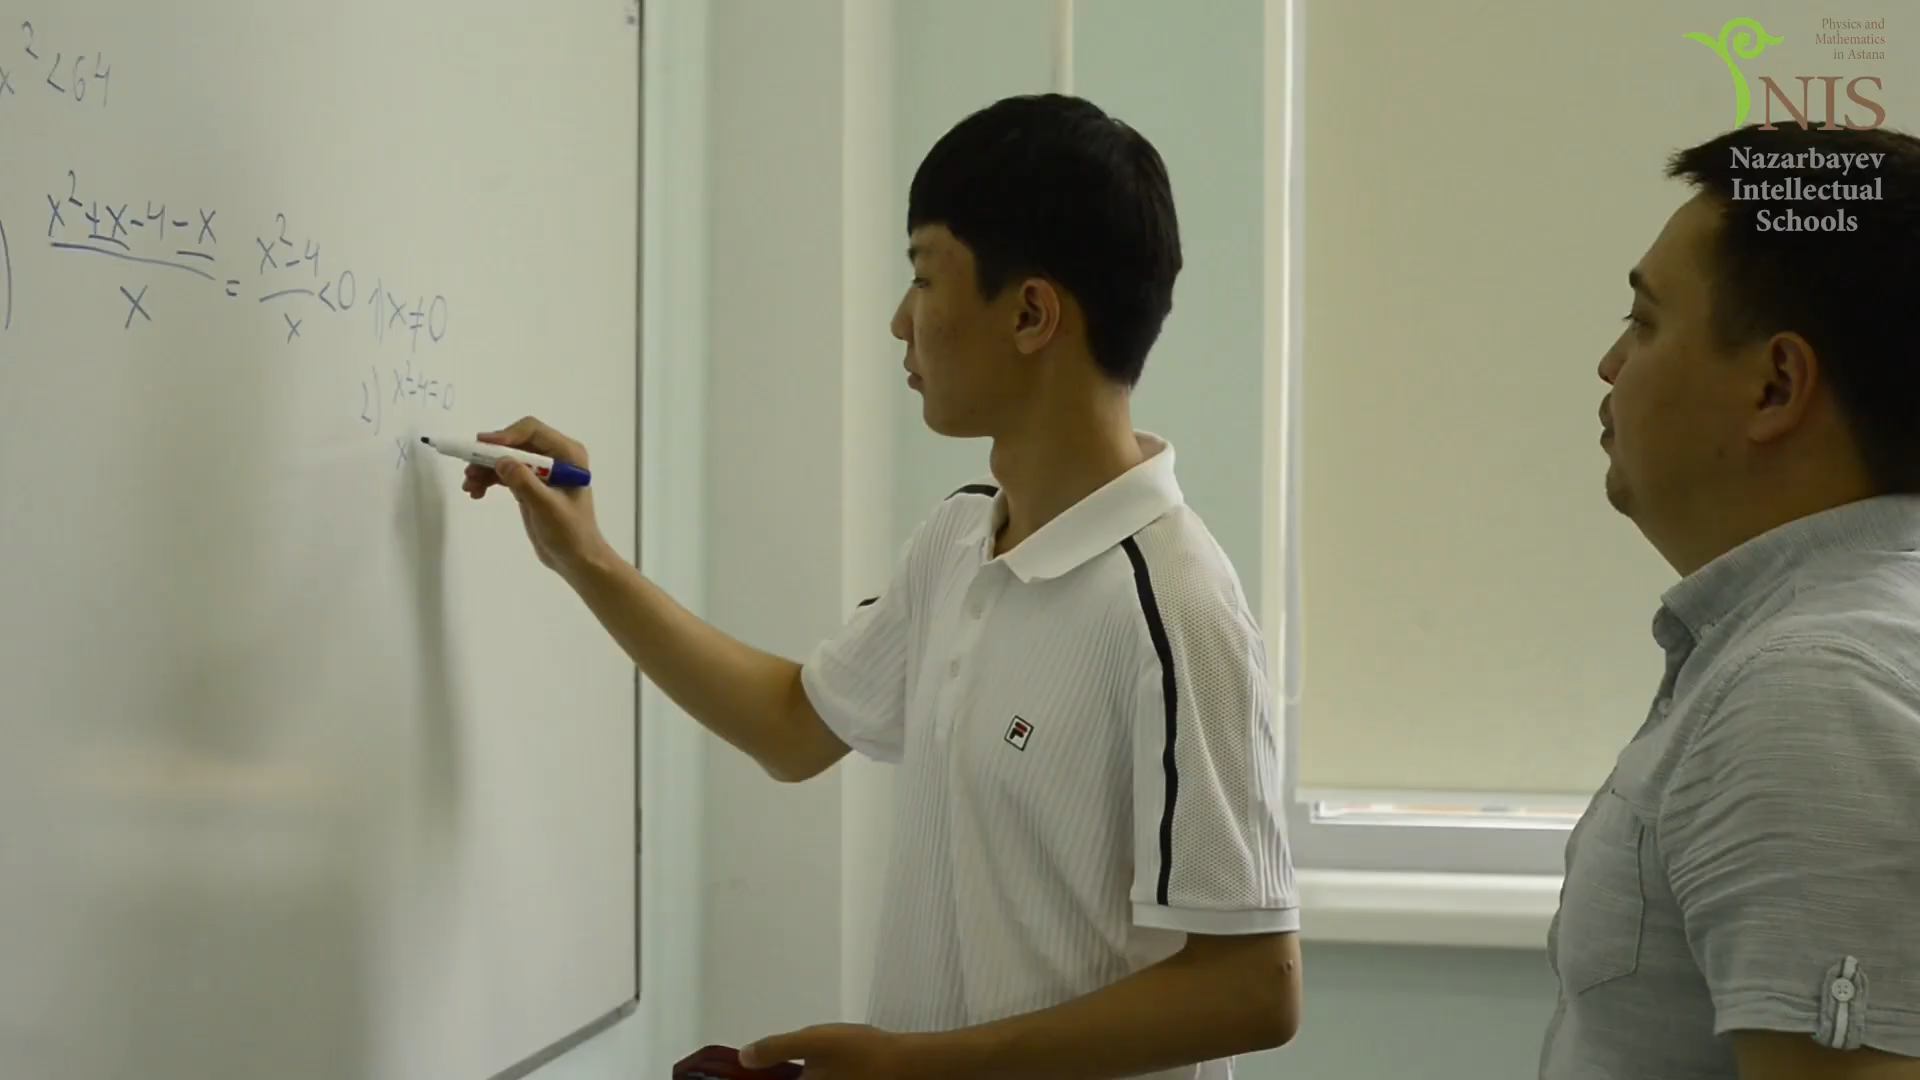 x² < 64
x²+x-4-x
x
= x²-4
x
<0
1) x≠0
2) x²-4=0
x
Physics and
Mathematics
in Astana
NIS
Nazarbayev
Intellectual
Schools
F